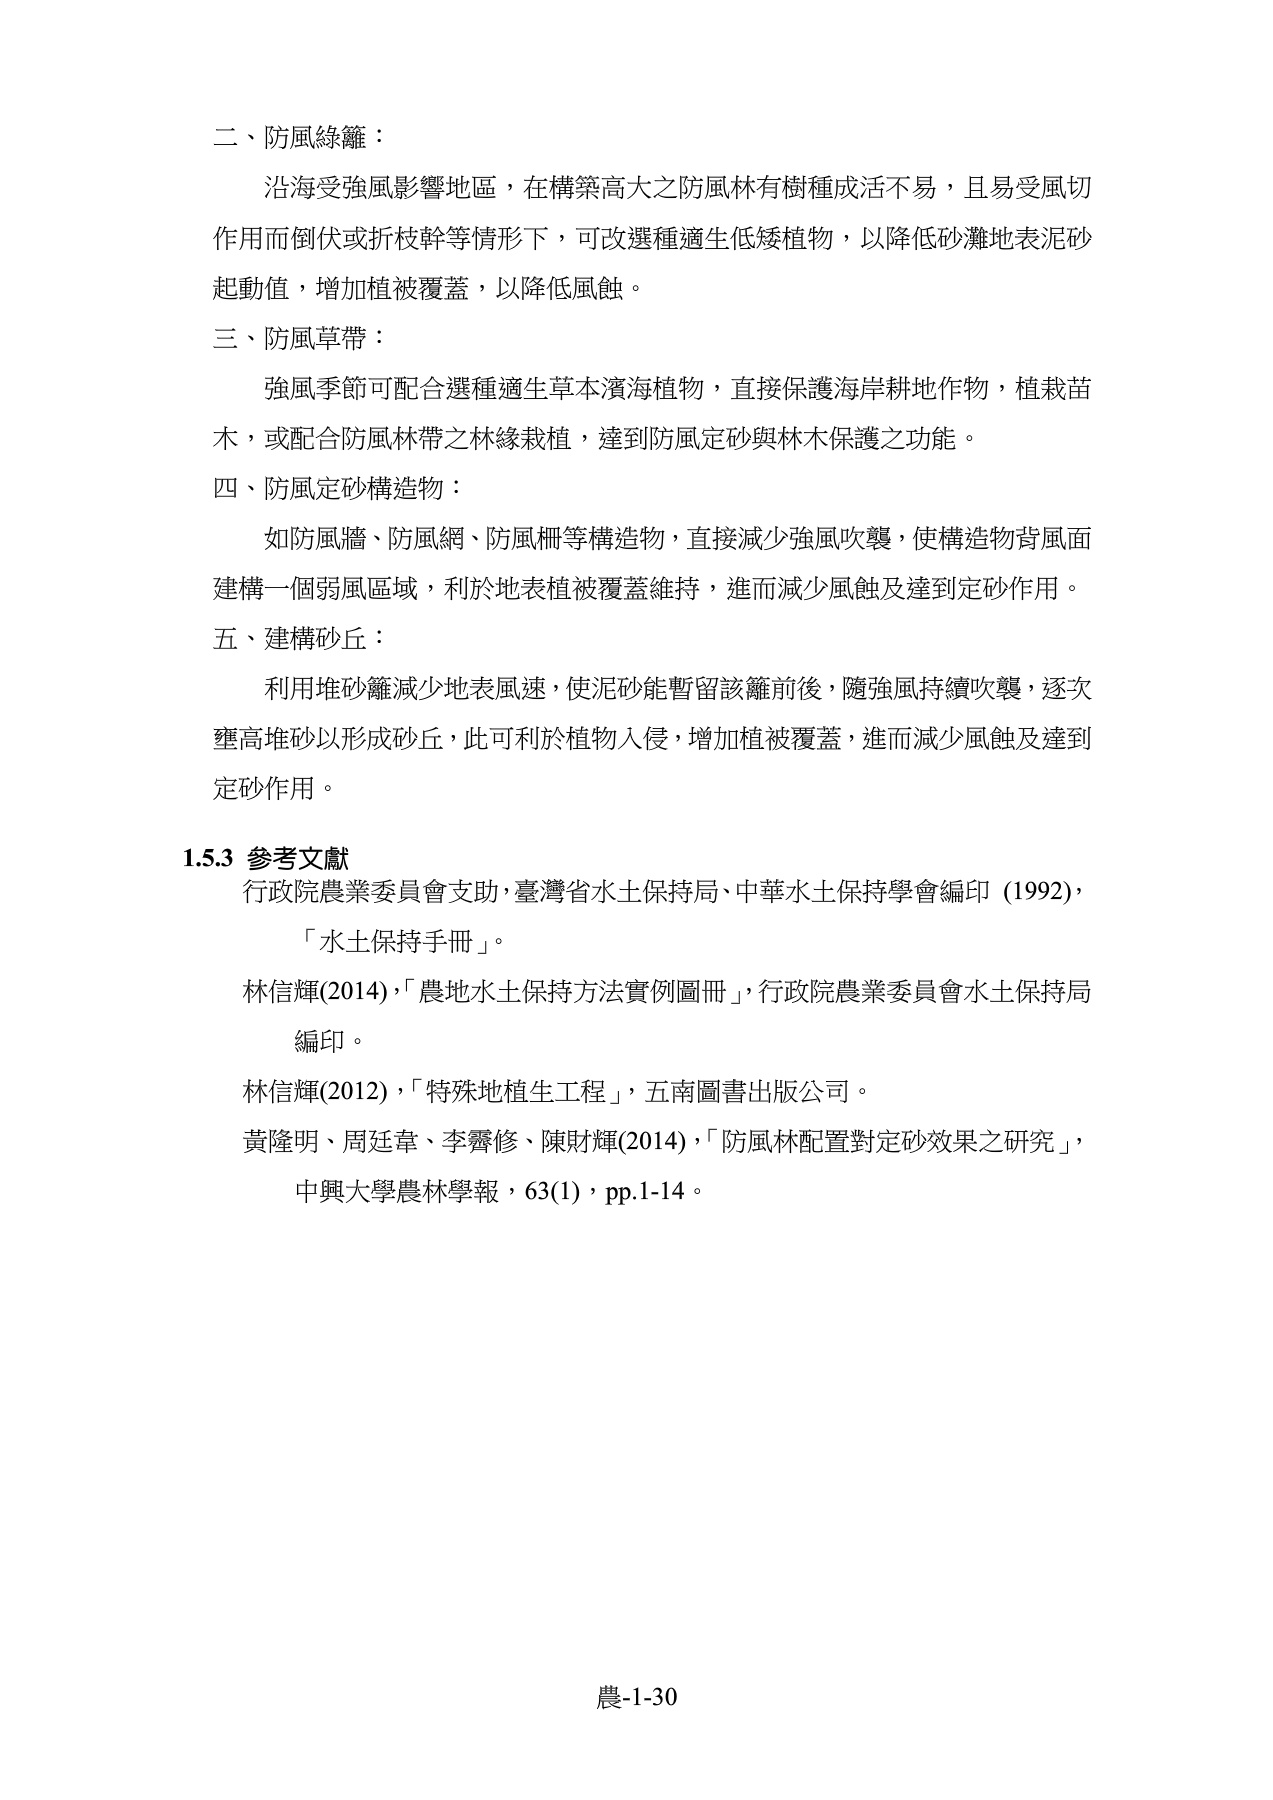 二、防風綠籬：
沿海受強風影響地區，在構築高大之防風林有樹種成活不易，且易受風切
作用而倒伏或折枝幹等情形下，可改選種適生低矮植物，以降低砂灘地表泥砂
起動值，增加植被覆蓋，以降低風蝕。
三、防風草帶：
強風季節可配合選種適生草本濱海植物，直接保護海岸耕地作物，植栽苗
木，或配合防風林帶之林緣栽植，達到防風定砂與林木保護之功能。
四、防風定砂構造物：
如防風牆、防風網、防風柵等構造物，直接減少強風吹襲，使構造物背風面
建構一個弱風區域，利於地表植被覆蓋維持，進而減少風蝕及達到定砂作用。
五、建構砂丘：
利用堆砂籬減少地表風速，使泥砂能暫留該籬前後，隨強風持續吹襲，逐次
壅高堆砂以形成砂丘，此可利於植物入侵，增加植被覆蓋，進而減少風蝕及達到
定砂作用。
1.5.3 參考文獻
行政院農業委員會支助，臺灣省水土保持局、中華水土保持學會編印 (1992)，
「水土保持手冊」。
林信輝(2014)，「農地水土保持方法實例圖冊」，行政院農業委員會水土保持局
編印。
林信輝(2012)，「特殊地植生工程」，五南圖書出版公司。
黃隆明、周廷韋、李霽修、陳財輝(2014)，「防風林配置對定砂效果之研究」，
中興大學農林學報，63(1)，pp.1-14。
農-1-30